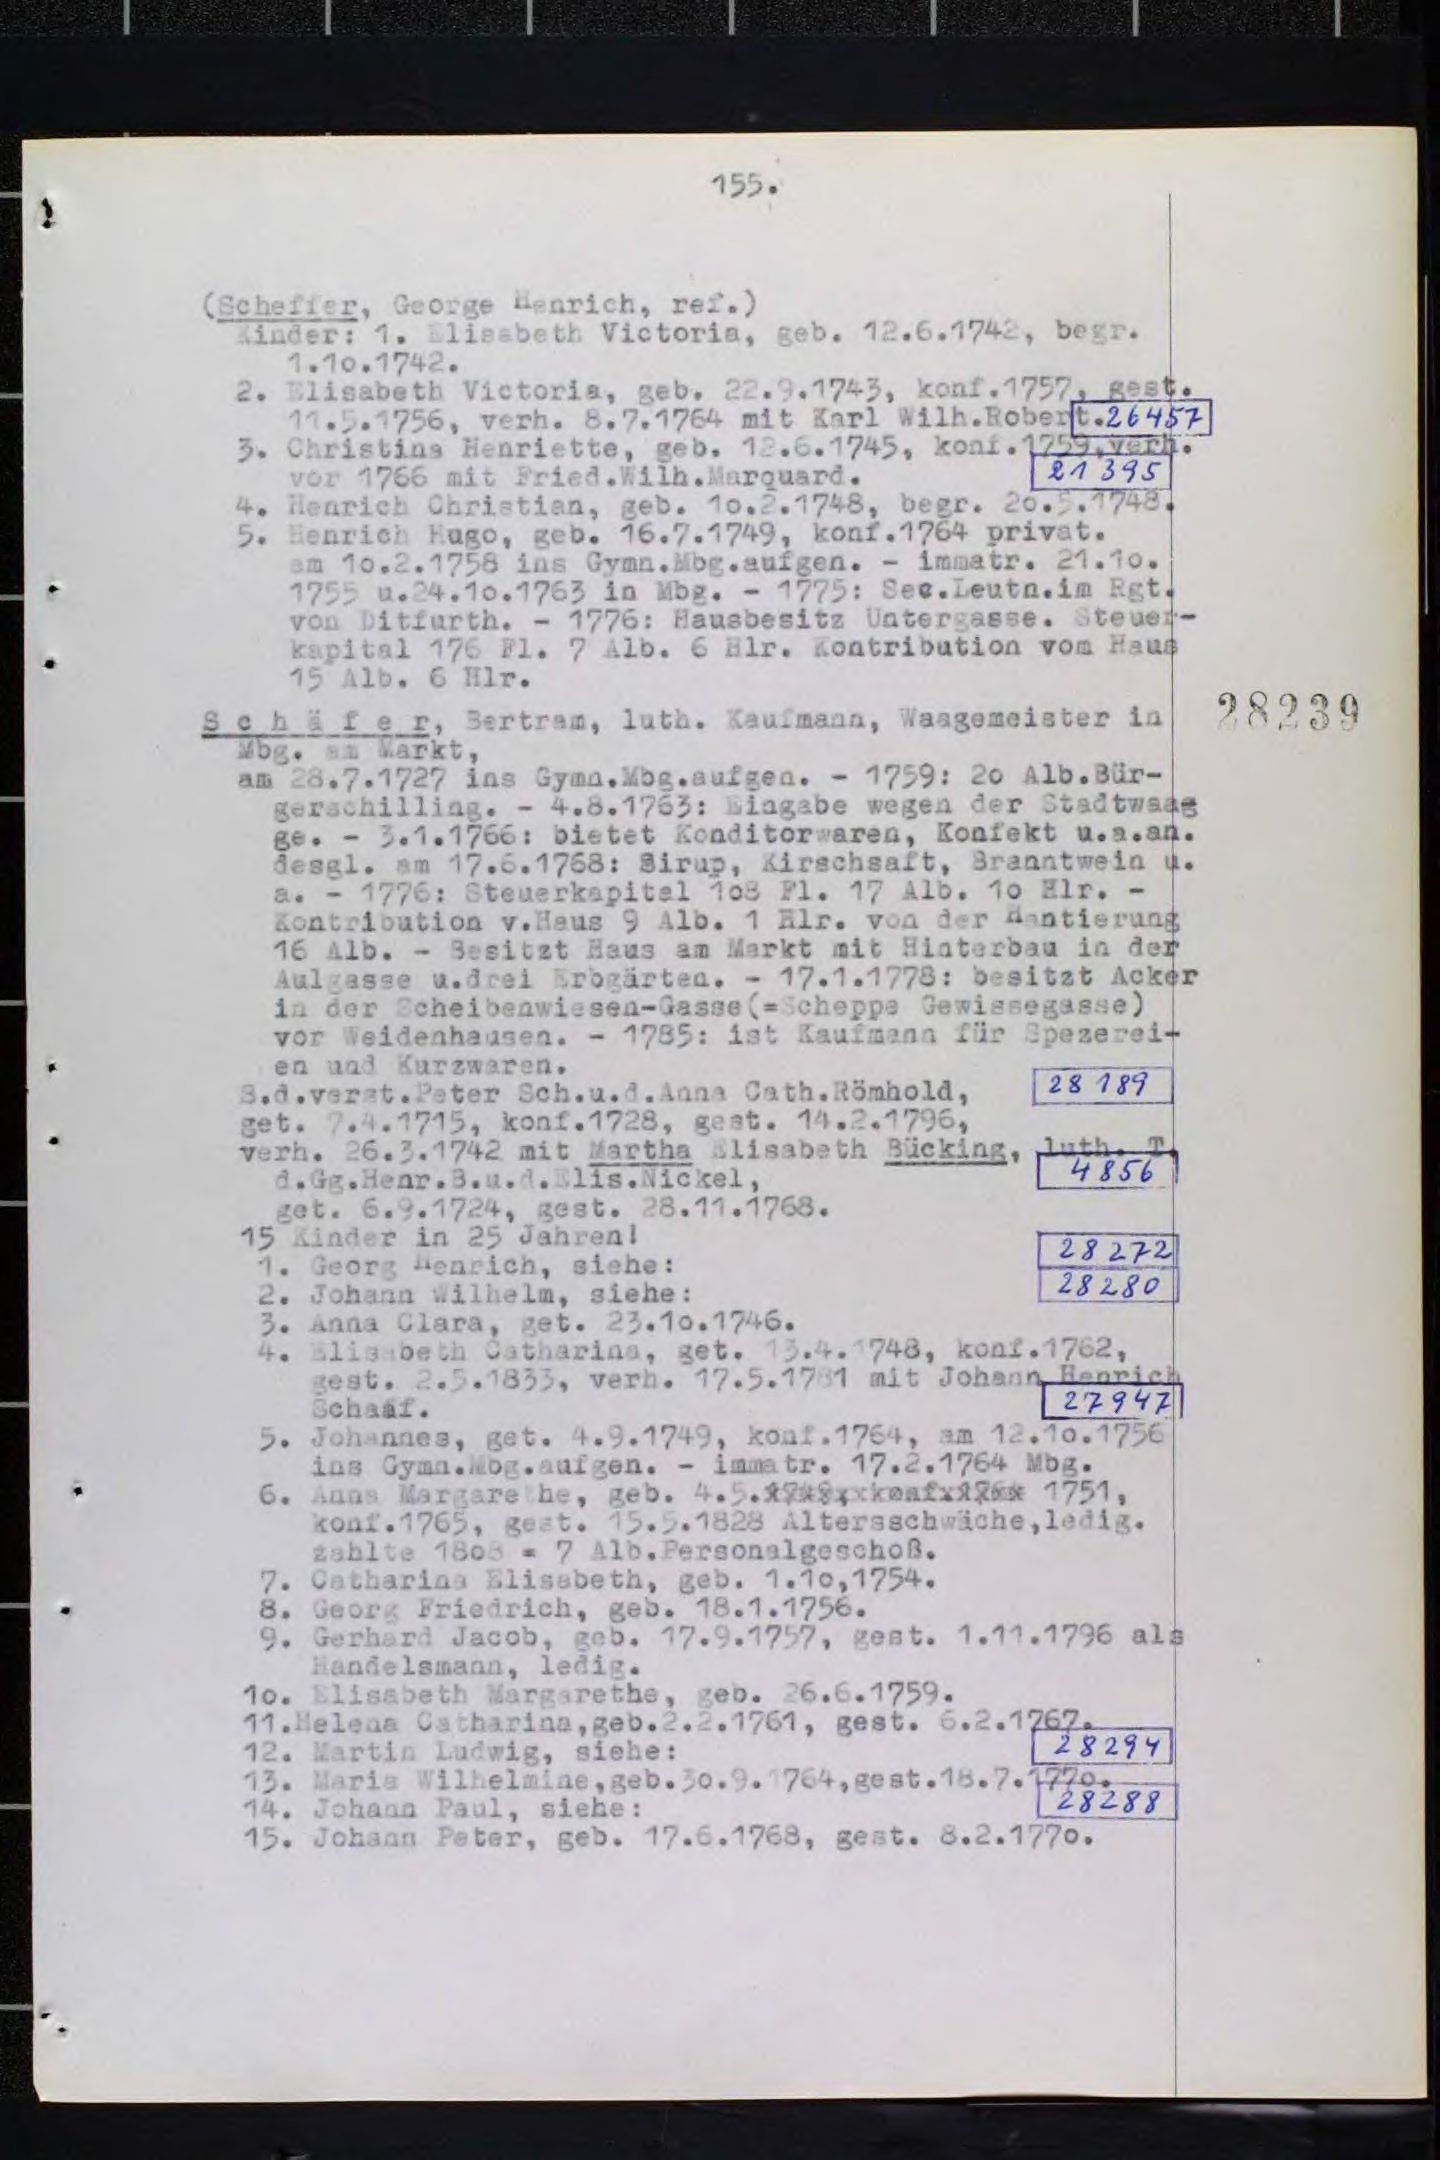 155.
(Scheffer, George Henrich, ref.)
Kinder: 1. Elisabeth Victoria, geb. 12.6.1742, begr.
1.1o.1742.
2. Elisabeth Victoria, geb. 22.9.1743, konf.1757, gest.
11.5.1756, verh. 8.7.1764 mit Karl Wilh.Robert. 26457
3. Christina Henriette, geb. 12.6.1745, konf.1759,verh.
vor 1766 mit Fried.Wilh.Marquard. 21395
4. Henrich Christian, geb. 1o.2.1748, begr. 2o.5.1748.
5. Henrich Hugo, geb. 16.7.1749, konf.1764 privat.
am 1o.2.1758 ins Gymn.Mbg.aufgen. - immatr. 21.1o.
1755 u.24.1o.1763 in Mbg. - 1775: Sec.Leutn.im Rgt.
von Ditfurth. - 1776: Hausbesitz Untergasse. Steuer-
kapital 176 Fl. 7 Alb. 6 Hlr. Kontribution vom Haus
15 Alb. 6 Hlr.
S c h ä f e r, Bertram, luth. Kaufmann, Waagemeister in 28239
Mbg. am Markt,
am 28.7.1727 ins Gymn.Mbg.aufgen. - 1759: 2o Alb.Bür-
gerschilling. - 4.8.1763: Eingabe wegen der Stadtwaag
ge. - 3.1.1766: bietet Konditorwaren, Konfekt u.a.an.
desgl. am 17.6.1768: Sirup, Kirschsaft, Branntwein u.
a. - 1776: Steuerkapital 1o8 Fl. 17 Alb. 1o Hlr. -
Kontribution v.Haus 9 Alb. 1 Hlr. von der Hantierung
16 Alb. - Besitzt Haus am Markt mit Hinterbau in der
Aulgasse u.drei Erbgärten. - 17.1.1778: besitzt Acker
in der Scheibenwiesen-Gasse(=Scheppe Gewissegasse)
vor Weidenhausen. - 1785: ist Kaufmann für Spezerei-
en und Kurzwaren.
S.d.verst.Peter Sch.u.d.Anna Cath.Römhold, 28189
get. 7.4.1715, konf.1728, gest. 14.2.1796,
verh. 26.3.1742 mit Martha Elisabeth Bücking, luth. T.
d.Gg.Henr.B.u.d.Elis.Nickel, 4856
get. 6.9.1724, gest. 28.11.1768.
15 Kinder in 25 Jahren!
1. Georg Henrich, siehe: 28272
2. Johann Wilhelm, siehe: 28280
3. Anna Clara, get. 23.1o.1746.
4. Elisabeth Catharina, get. 13.4.1748, konf.1762,
gest. 2.5.1833, verh. 17.5.1781 mit Johann Henrich
Schaaf. 27947
5. Johannes, get. 4.9.1749, konf.1764, am 12.1o.1756
ins Gymn.Mbg.aufgen. - immatr. 17.2.1764 Mbg.
6. Anna Margarethe, geb. 4.5. 1751,
konf.1765, gest. 15.5.1828 Altersschwäche,ledig.
zahlte 18o8 = 7 Alb.Personalgeschoß.
7. Catharina Elisabeth, geb. 1.1o,1754.
8. Georg Friedrich, geb. 18.1.1756.
9. Gerhard Jacob, geb. 17.9.1757, gest. 1.11.1796 als
Handelsmann, ledig.
1o. Elisabeth Margarethe, geb. 26.6.1759.
11.Helena Catharina,geb.2.2.1761, gest. 6.2.1767.
12. Martin Ludwig, siehe: 28294
13. Maria Wilhelmine,geb.3o.9.1764,gest.18.7.177o.
14. Johann Paul, siehe: 28288
15. Johann Peter, geb. 17.6.1768, gest. 8.2.177o.